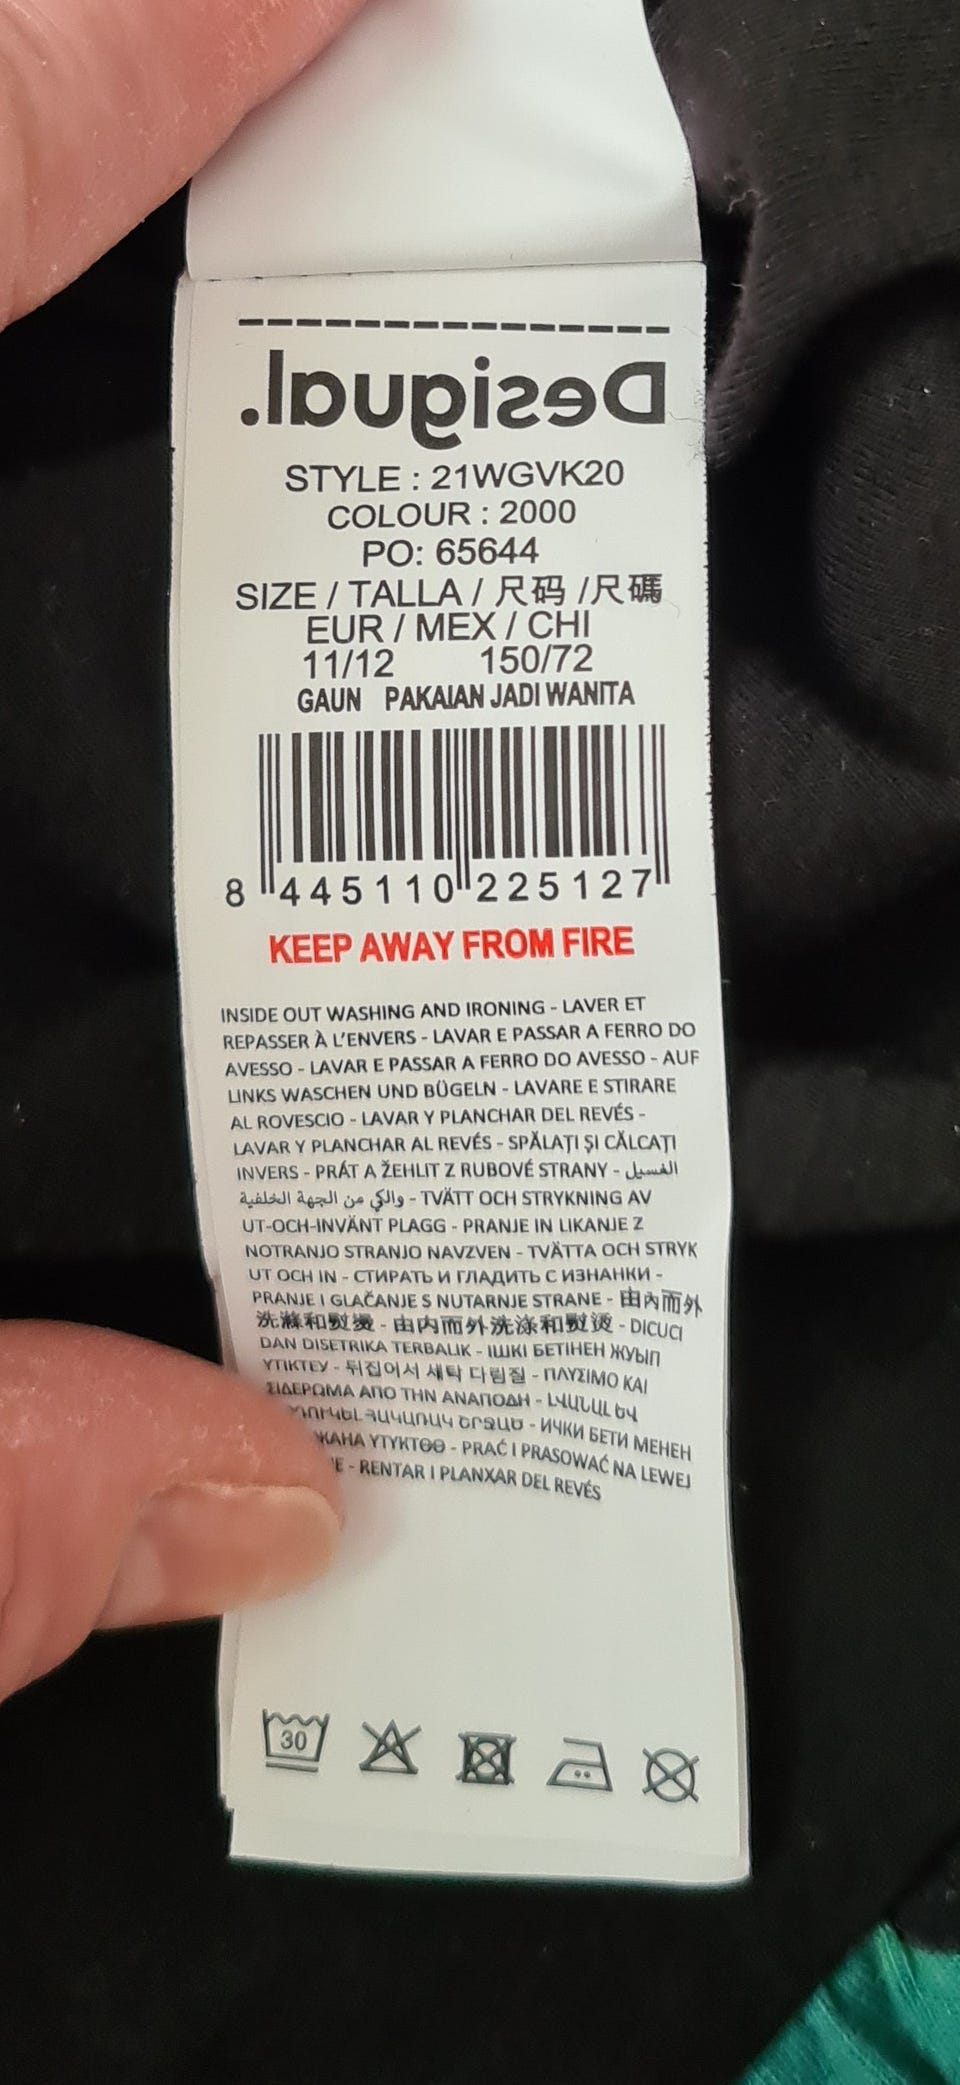 Desigual.
STYLE : 21WGVK20
COLOUR : 2000
PO: 65644
SIZE / TALLA / 尺码 /尺碼
EUR / MEX / CHI
11/12 150/72
GAUN PAKAIAN JADI WANITA
8 445110 225127
KEEP AWAY FROM FIRE
INSIDE OUT WASHING AND IRONING - LAVER ET
REPASSER À L'ENVERS - LAVAR E PASSAR A FERRO DO
AVESSO - LAVAR E PASSAR A FERRO DO AVESSO - AUF
LINKS WASCHEN UND BÜGELN - LAVARE E STIRARE
AL ROVESCIO - LAVAR Y PLANCHAR DEL REVÉS -
LAVAR Y PLANCHAR AL REVÉS - SPĂLAȚI ȘI CĂLCAȚI
INVERS - PRÁT A ŽEHLIT Z RUBOVÉ STRANY - الغسيل
والكي من الجهة الخلفية - TVÄTT OCH STRYKNING AV
UT-OCH-INVÄNT PLAGG - PRANJE IN LIKANJE Z
NOTRANJO STRANJO NAVZVEN - TVÄTTA OCH STRYK
UT OCH IN - СТИРАТЬ И ГЛАДИТЬ С ИЗНАНКИ -
PRANJE I GLAČANJE S NUTARNJE STRANE - 由內而外
洗滌和熨燙 - 由内而外洗涤和熨烫 - DICUCI
DAN DISETRIKA TERBALIK - ІШКІ БЕТІНЕН ЖУЫП
ҮТІКТЕУ - 뒤집어서 세탁 다림질 - ΠΛΥΣΙΜΟ ΚΑΙ
ΣΙΔΕΡΩΜΑ ΑΠΟ ΤΗΝ ΑΝΑΠΟΔΗ - ԼՎԱՆԱԼ ԵՎ
ՀԱԿԱՌԱԿ ՇՐՋԱԾ - ИЧКИ БЕТИ МЕНЕН
ЖАНА ҮТҮКТӨӨ - PRAĆ I PRASOWAĆ NA LEWEJ
- RENTAR I PLANXAR DEL REVÉS
30